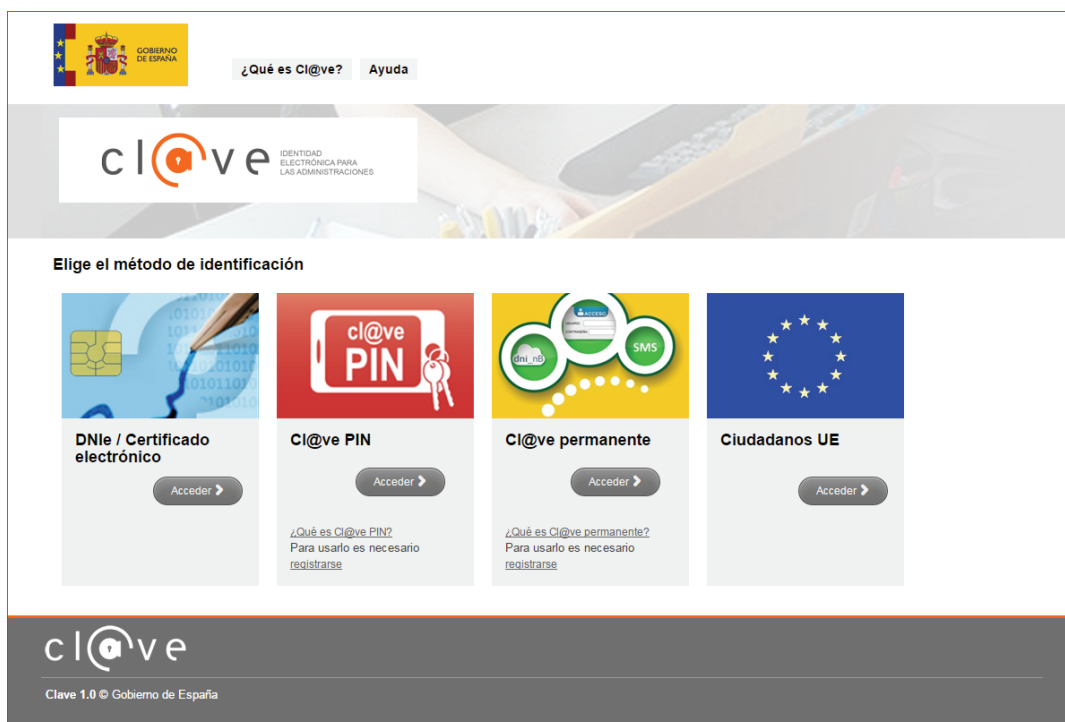 GOBIERNO
DE ESPAÑA
¿Qué es Cl@ve?
Ayuda
cl@ve
IDENTIDAD
ELECTRÓNICA PARA
LAS ADMINISTRACIONES
Elige el método de identificación
cl@ve
PIN
ACCESO
dni_nB
SMS
DNIe / Certificado
electrónico
Acceder
Cl@ve PIN
Acceder
¿Qué es Cl@ve PIN?
Para usarlo es necesario
registrarse
Cl@ve permanente
Acceder
¿Qué es Cl@ve permanente?
Para usarlo es necesario
registrarse
Ciudadanos UE
Acceder
cl@ve
Clave 1.0 © Gobierno de España